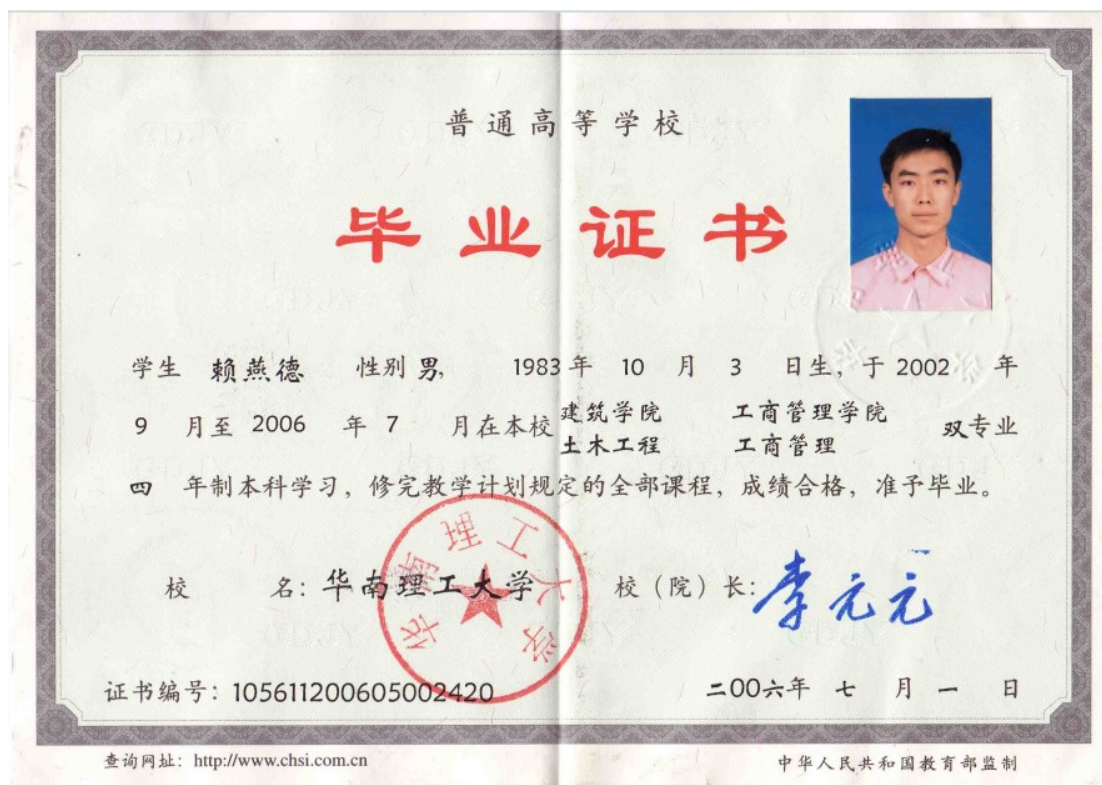 普通高等学校
毕业证书
学生 赖燕德 性别 男, 1983 年 10 月 3 日生, 于 2002 年
9 月至 2006 年 7 月在本校 建筑学院 土木工程 工商管理学院 工商管理 双专业
四 年制本科学习, 修完教学计划规定的全部课程, 成绩合格, 准予毕业。
校 名: 华南理工大学 校(院)长: 李元元
华南理工大学
证书编号: 105611200605002420 二00六年 七 月 一 日
查询网址: http://www.chsi.com.cn 中华人民共和国教育部监制